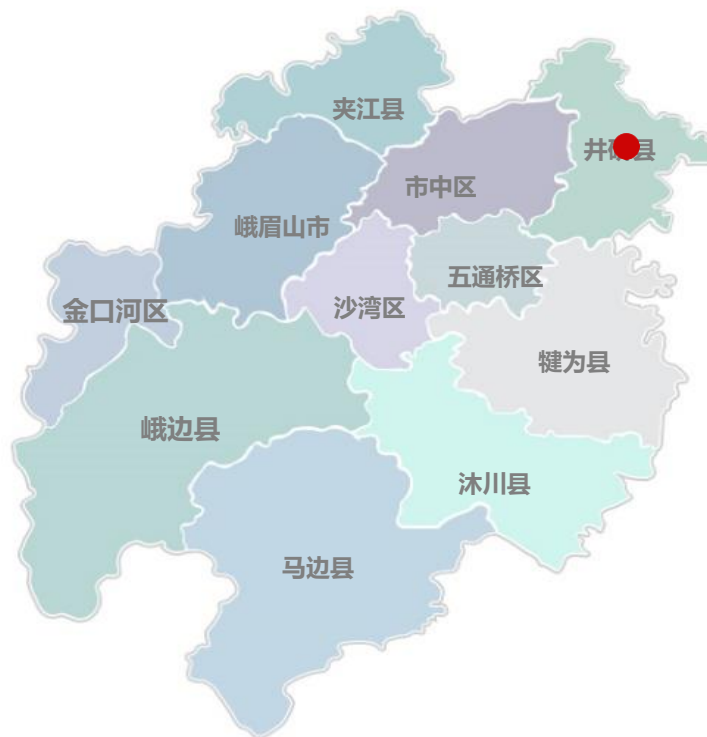 夹江县
井研县
市中区
峨眉山市
五通桥区
金口河区
沙湾区
犍为县
峨边县
沐川县
马边县